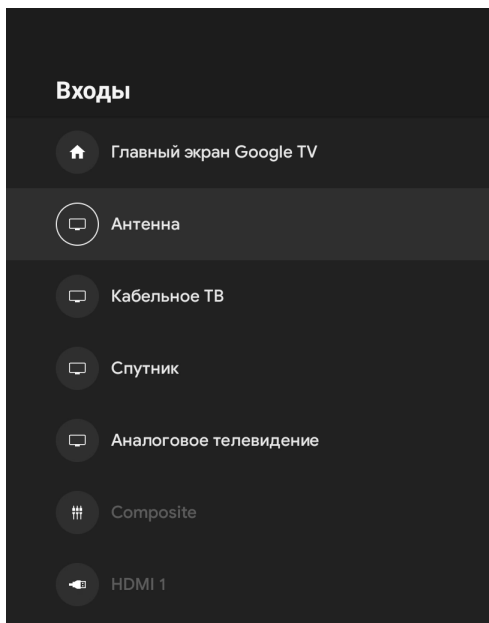 Входы
Главный экран Google TV
Антенна
Кабельное ТВ
Спутник
Аналоговое телевидение
Composite
HDMI 1